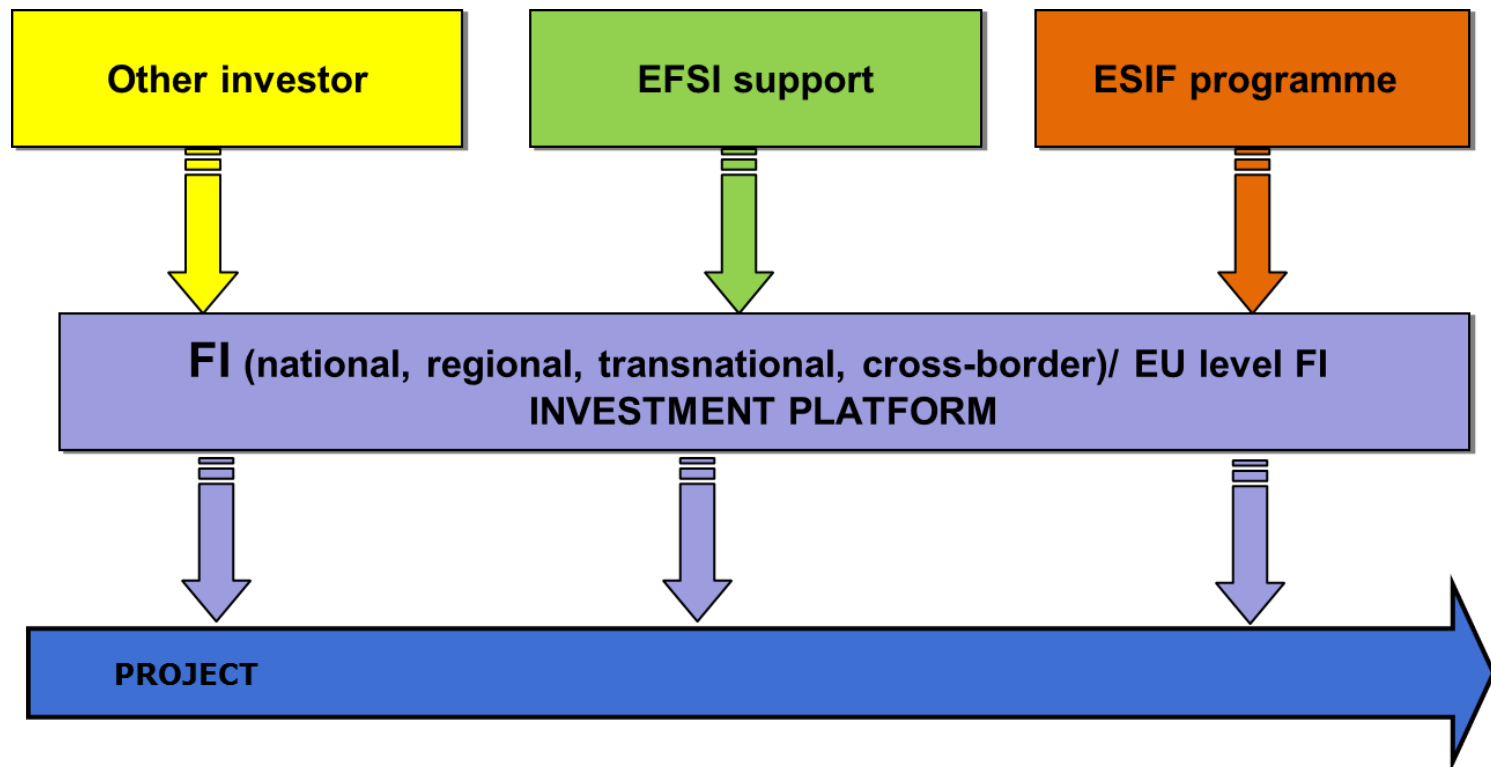 Other investor
EFSI support
ESIF programme
FI (national, regional, transnational, cross-border)/ EU level FI
INVESTMENT PLATFORM
PROJECT